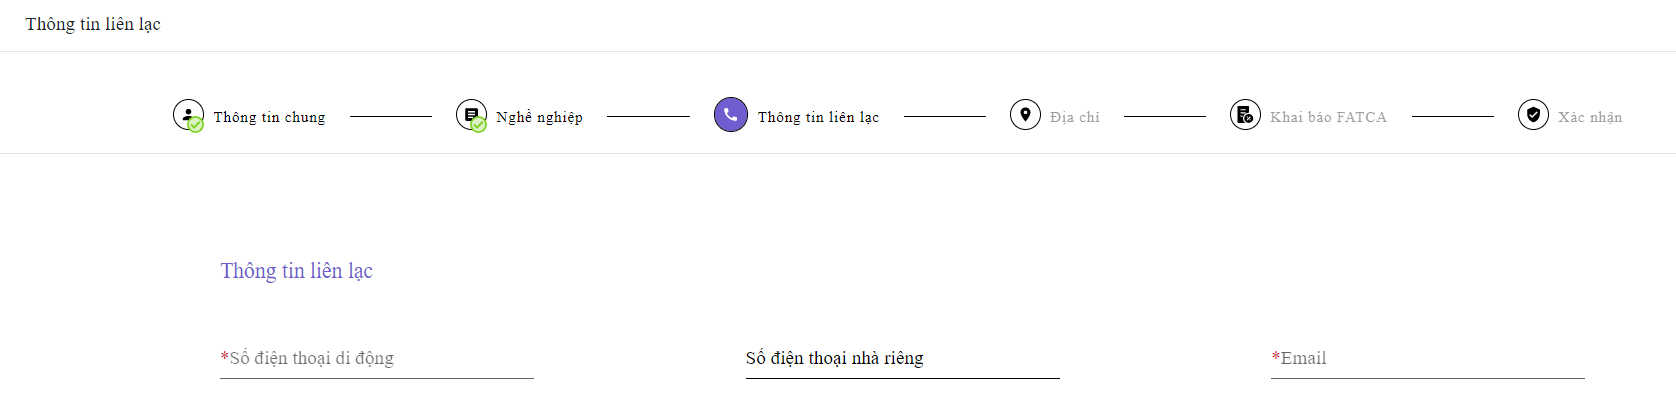 Thông tin liên lạc
Thông tin chung Nghề nghiệp Thông tin liên lạc Địa chỉ Khai báo FATCA Xác nhận
Thông tin liên lạc
*Số điện thoại di động Số điện thoại nhà riêng *Email